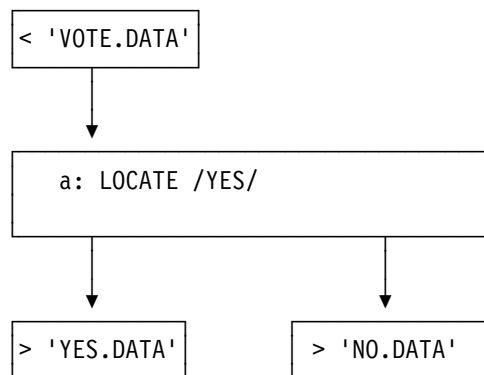 < 'VOTE.DATA'
a: LOCATE /YES/
> 'YES.DATA'
> 'NO.DATA'